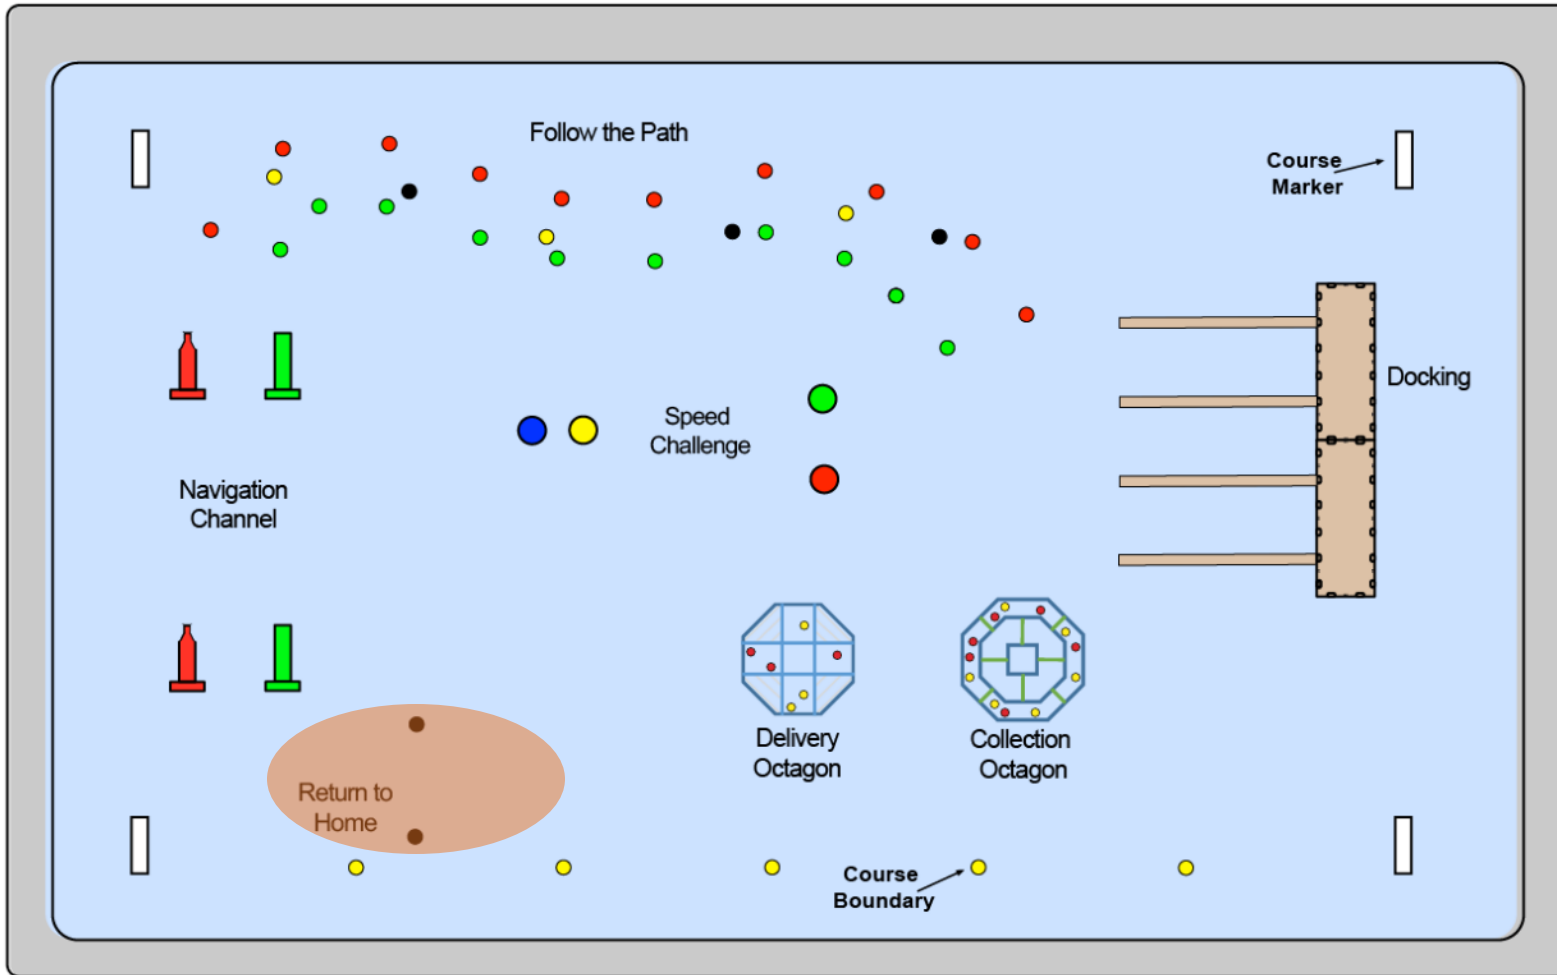 Follow the Path
Course
Marker
Docking
Speed
Challenge
Navigation
Channel
Delivery
Octagon
Collection
Octagon
Return to
Home
Course
Boundary